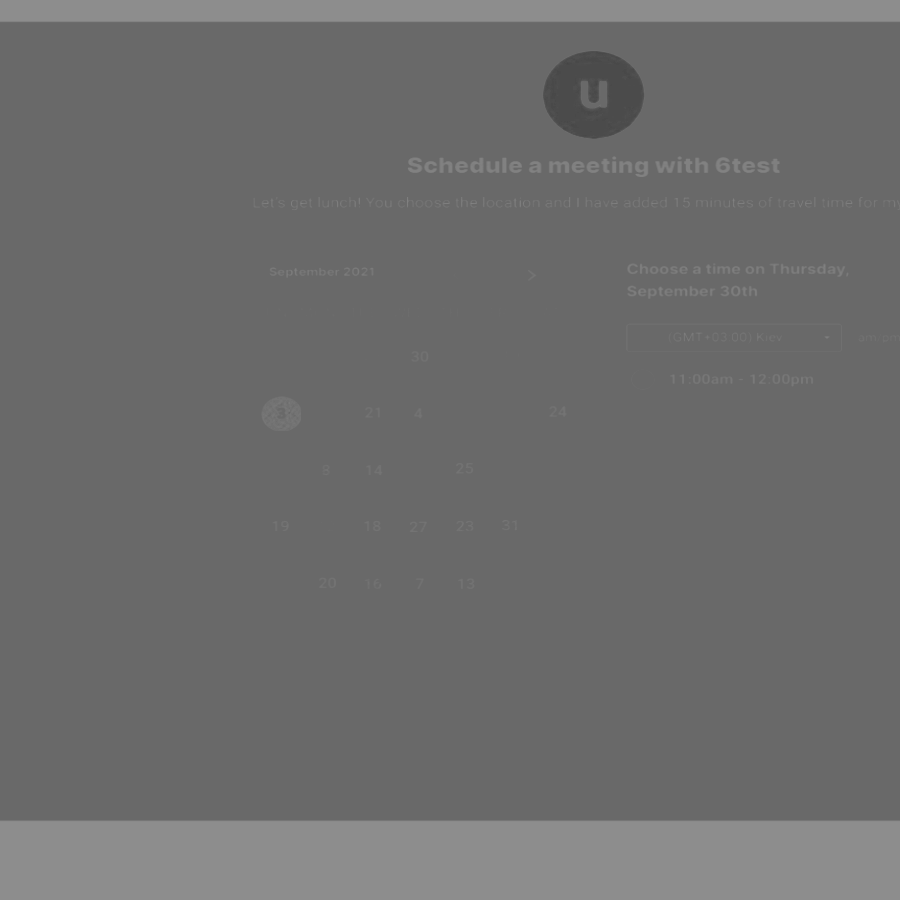 u
Schedule a meeting with 6test
Let's get lunch! You choose the location and I have added 15 minutes of travel time for my
September 2021
Choose a time on Thursday,
September 30th
(GMT+03:00) Kiev
11:00am - 12:00pm
30
3 21 4 24
8 14 25
19 18 27 23 31
20 16 7 13